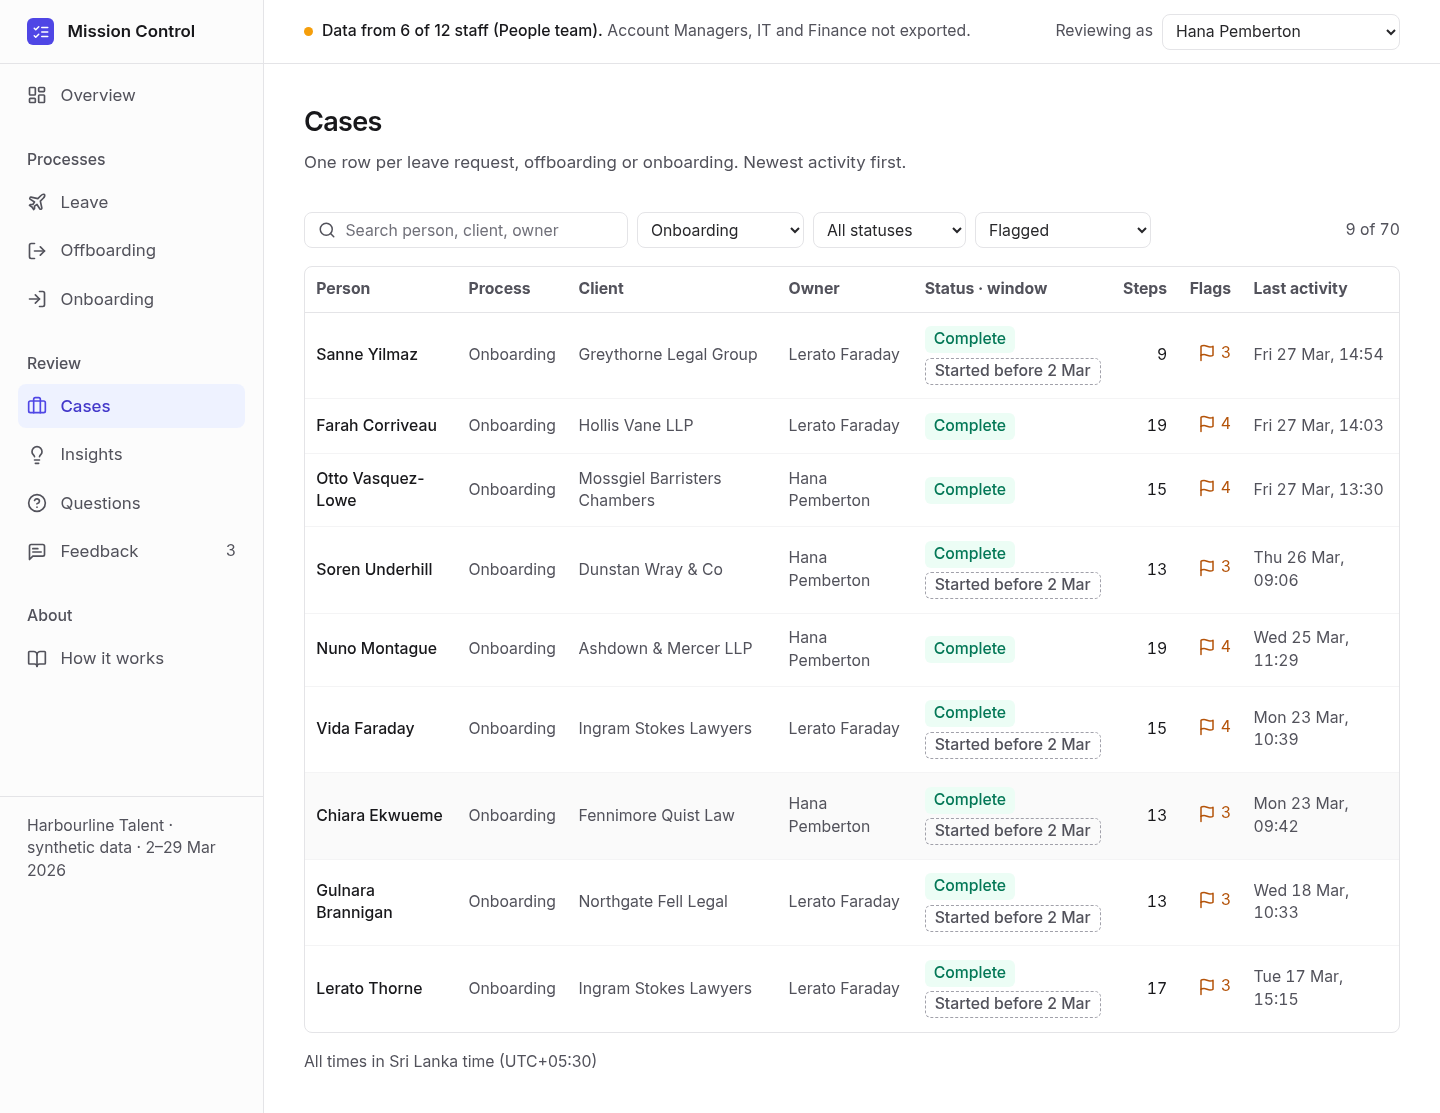 Mission Control
Data from 6 of 12 staff (People team). Account Managers, IT and Finance not exported.
Reviewing as
Hana Pemberton
Overview
Processes
Leave
Offboarding
Onboarding
Review
Cases
Insights
Questions
Feedback 3
About
How it works
Harbourline Talent ·
synthetic data · 2–29 Mar
2026
Cases
One row per leave request, offboarding or onboarding. Newest activity first.
Search person, client, owner
Onboarding
All statuses
Flagged
9 of 70
Person Process Client Owner Status · window Steps Flags Last activity
Sanne Yilmaz Onboarding Greythorne Legal Group Lerato Faraday Complete 9 3 Fri 27 Mar, 14:54
Started before 2 Mar
Farah Corriveau Onboarding Hollis Vane LLP Lerato Faraday Complete 19 4 Fri 27 Mar, 14:03
Otto Vasquez-
Lowe
Onboarding
Mossgiel Barristers
Chambers
Hana
Pemberton
Complete 15 4 Fri 27 Mar, 13:30
Soren Underhill Onboarding Dunstan Wray & Co
Hana
Pemberton
Complete
Started before 2 Mar
13 3
Thu 26 Mar,
09:06
Nuno Montague Onboarding Ashdown & Mercer LLP
Hana
Pemberton
Complete 19 4
Wed 25 Mar,
11:29
Vida Faraday Onboarding Ingram Stokes Lawyers Lerato Faraday
Complete
Started before 2 Mar
15 4
Mon 23 Mar,
10:39
Chiara Ekwueme Onboarding Fennimore Quist Law
Hana
Pemberton
Complete
Started before 2 Mar
13 3
Mon 23 Mar,
09:42
Gulnara
Brannigan
Onboarding Northgate Fell Legal Lerato Faraday
Complete
Started before 2 Mar
13 3
Wed 18 Mar,
10:33
Lerato Thorne Onboarding Ingram Stokes Lawyers Lerato Faraday
Complete
Started before 2 Mar
17 3
Tue 17 Mar,
15:15
All times in Sri Lanka time (UTC+05:30)